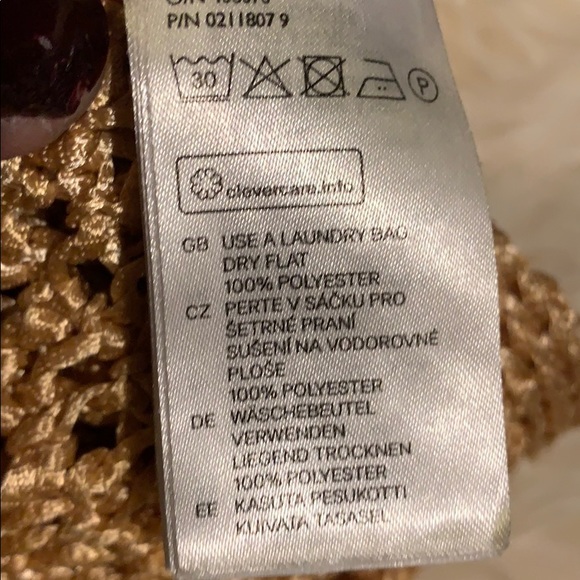 P/N 0211807 9
30
P
clevercare.info
GB USE A LAUNDRY BAG
DRY FLAT
100% POLYESTER
CZ PERTE V SÁČKU PRO
ŠETRNÉ PRANÍ
SUŠENÍ NA VODOROVNÉ
PLOŠE
100% POLYESTER
DE WÄSCHEBEUTEL
VERWENDEN
LIEGEND TROCKNEN
100% POLYESTER
EE KASUTA PESUKOTTI
KUIVATA TASASEL